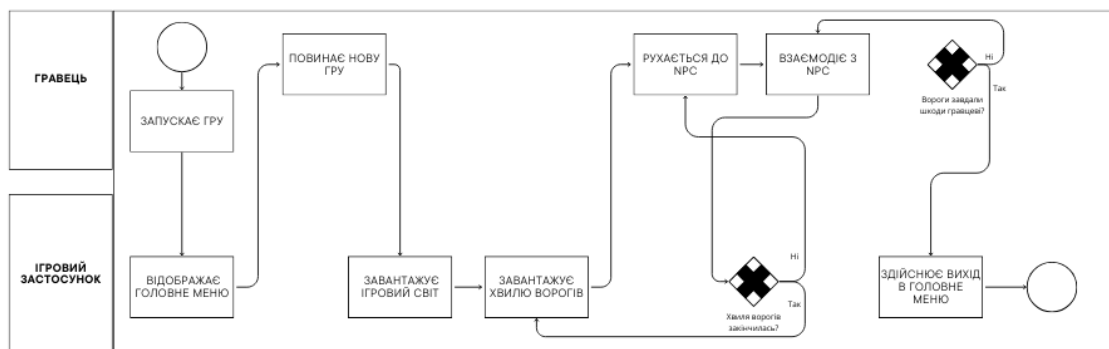 ГРАВЕЦЬ
ЗАПУСКАЄ ГРУ
ПОВИНАЄ НОВУ
ГРУ
РУХАЄТЬСЯ ДО
NPC
ВЗАЄМОДІЄ З
NPC
Ні
Так
Вороги завдали
шкоди гравцеві?
ІГРОВИЙ
ЗАСТОСУНОК
ВІДОБРАЖАЄ
ГОЛОВНЕ МЕНЮ
ЗАВАНТАЖУЄ
ІГРОВИЙ СВІТ
ЗАВАНТАЖУЄ
ХВИЛЮ ВОРОГІВ
Ні
Так
Хвиля ворогів
закінчилась?
ЗДІЙСНЮЄ ВИХІД
В ГОЛОВНЕ
МЕНЮ